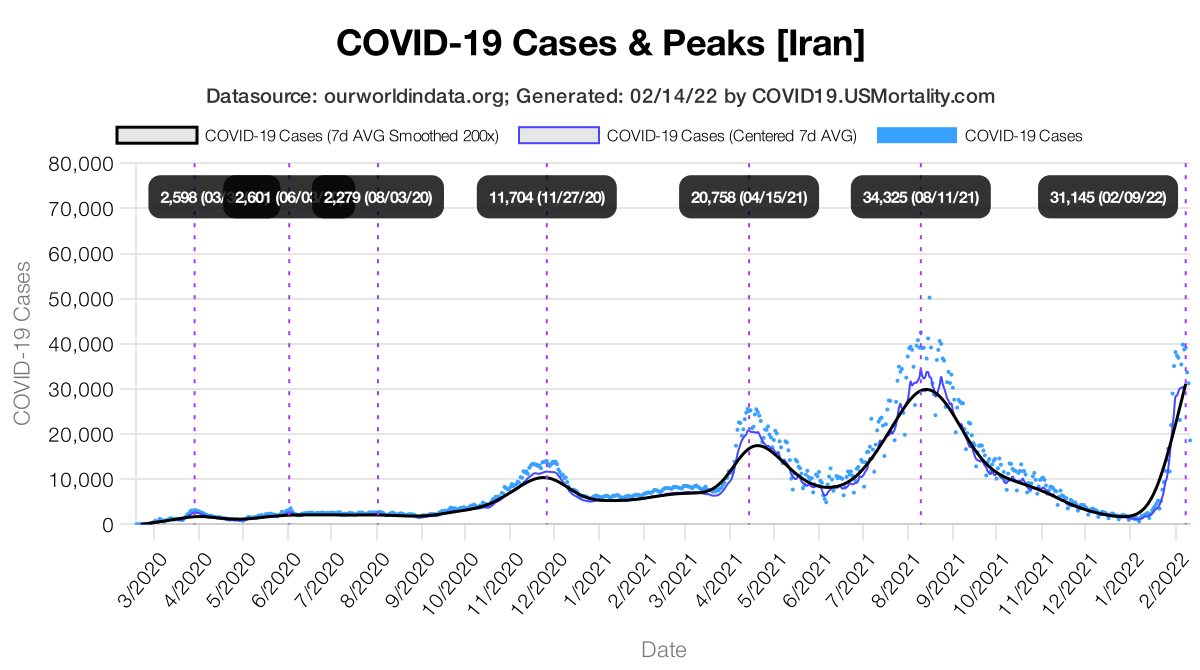 COVID-19 Cases & Peaks [Iran]
Datasource: ourworldindata.org; Generated: 02/14/22 by COVID19.USMortality.com
COVID-19 Cases (7d AVG Smoothed 200x) COVID-19 Cases (Centered 7d AVG) COVID-19 Cases
80,000
2,598 (03/ 2,601 (06/03/ 2,279 (08/03/20) 11,704 (11/27/20) 20,758 (04/15/21) 34,325 (08/11/21) 31,145 (02/09/22)
70,000
60,000
50,000
40,000
30,000
20,000
10,000
0
COVID-19 Cases
3/2020 4/2020 5/2020 6/2020 7/2020 8/2020 9/2020 10/2020 11/2020 12/2020 1/2021 2/2021 3/2021 4/2021 5/2021 6/2021 7/2021 8/2021 9/2021 10/2021 11/2021 12/2021 1/2022 2/2022
Date